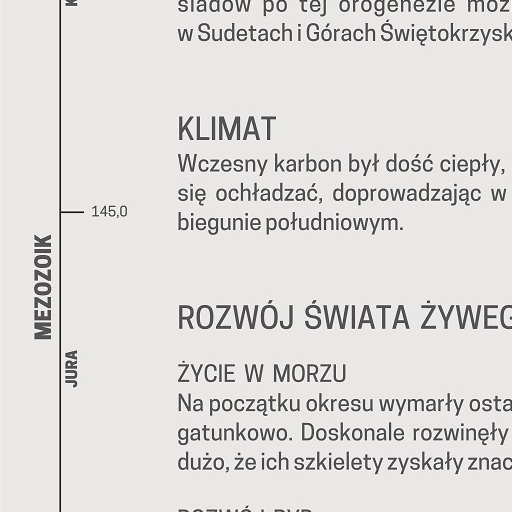 śladów po tej orogenezie moż
w Sudetach i Górach Świętokrzysk
KLIMAT
Wczesny karbon był dość ciepły,
się ochładzać, doprowadzając w
biegunie południowym.
145,0
MEZOZOIK
JURA
ROZWÓJ ŚWIATA ŻYWEG
ŻYCIE W MORZU
Na początku okresu wymarły osta
gatunkowo. Doskonale rozwinęły
dużo, że ich szkielety zyskały znac